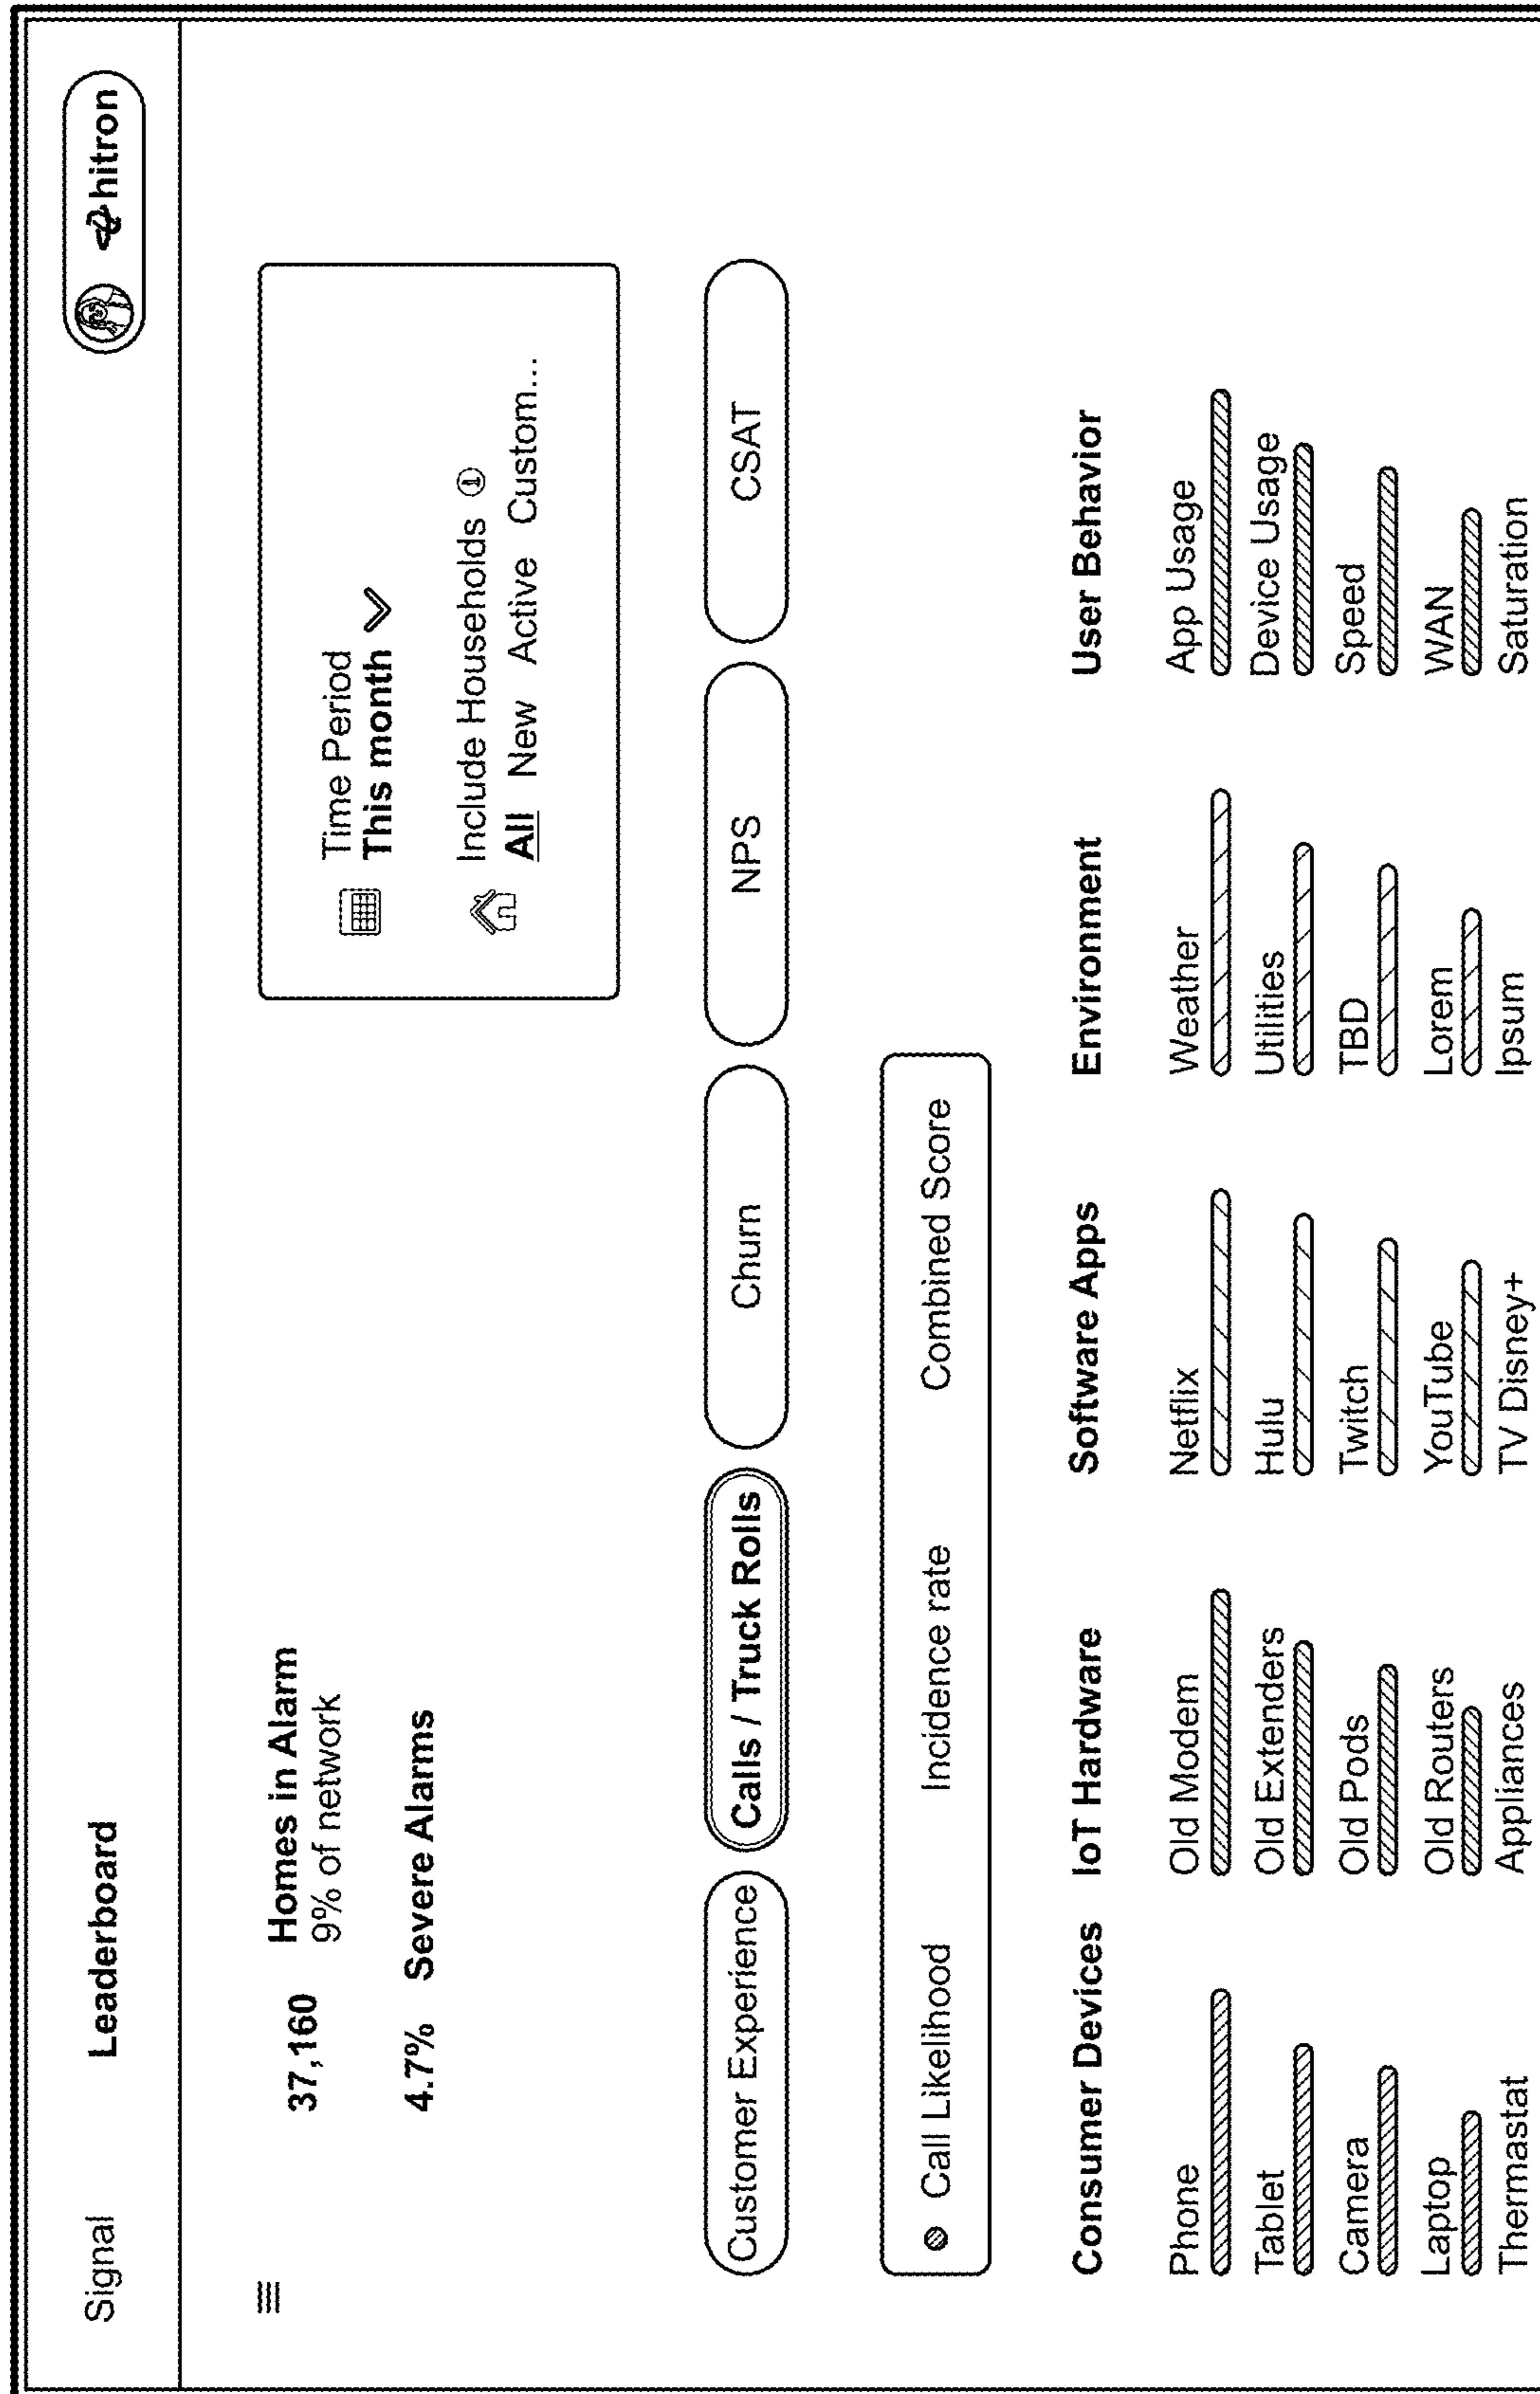 Signal Leaderboard hitron
37,160 Homes in Alarm
9% of network
4.7% Severe Alarms
Time Period
This month
Include Households
All New Active Custom...
Customer Experience Calls / Truck Rolls Churn NPS CSAT
Call Likelihood Incidence rate Combined Score
Consumer Devices IoT Hardware Software Apps Environment User Behavior
Phone Old Modem Netflix Weather App Usage
Tablet Old Extenders Hulu Utilities Device Usage
Camera Old Pods Twitch TBD Speed
Laptop Old Routers YouTube Lorem WAN
Thermastat Appliances TV Disney+ Ipsum Saturation